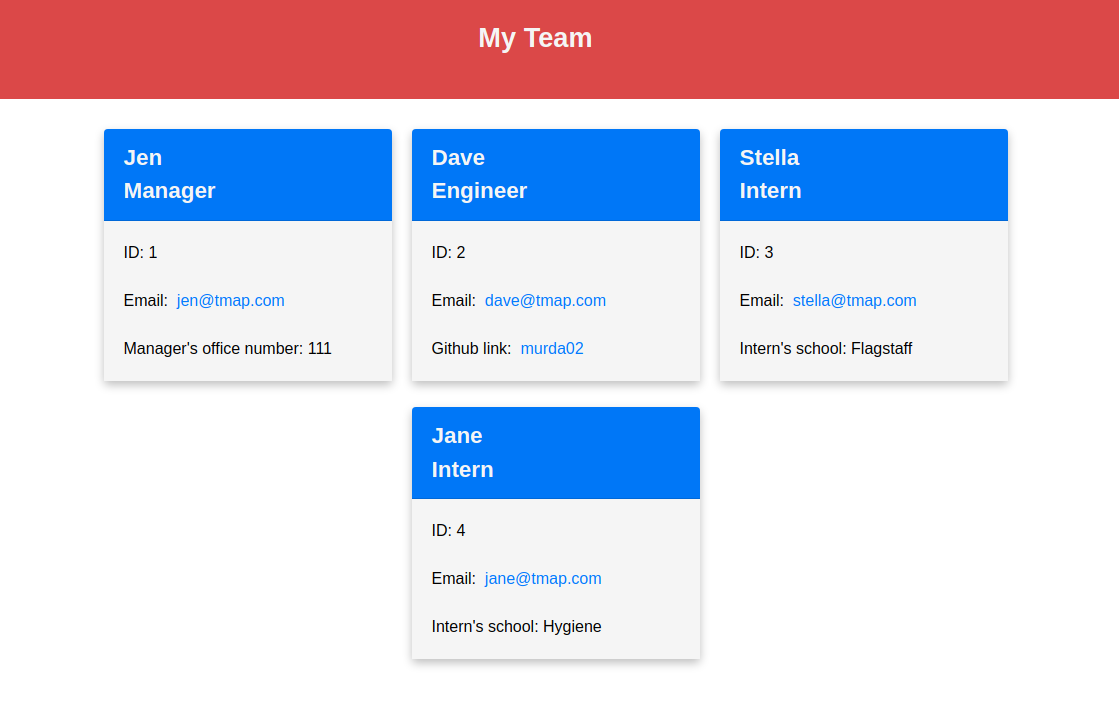 My Team
Jen
Manager
ID: 1
Email: jen@tmap.com
Manager's office number: 111
Dave
Engineer
ID: 2
Email: dave@tmap.com
Github link: murda02
Stella
Intern
ID: 3
Email: stella@tmap.com
Intern's school: Flagstaff
Jane
Intern
ID: 4
Email: jane@tmap.com
Intern's school: Hygiene